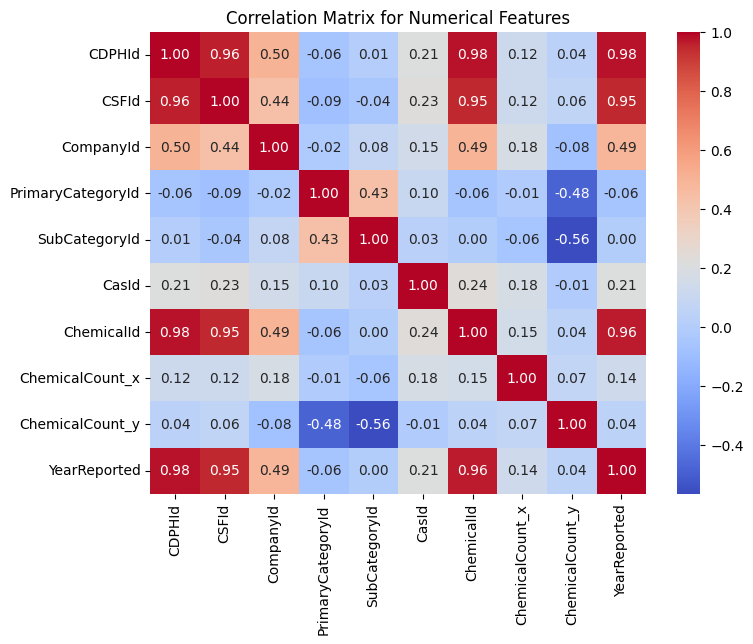 Correlation Matrix for Numerical Features
CDPHId 1.00 0.96 0.50 -0.06 0.01 0.21 0.98 0.12 0.04 0.98
CSFId 0.96 1.00 0.44 -0.09 -0.04 0.23 0.95 0.12 0.06 0.95
CompanyId 0.50 0.44 1.00 -0.02 0.08 0.15 0.49 0.18 -0.08 0.49
PrimaryCategoryId -0.06 -0.09 -0.02 1.00 0.43 0.10 -0.06 -0.01 -0.48 -0.06
SubCategoryId 0.01 -0.04 0.08 0.43 1.00 0.03 0.00 -0.06 -0.56 0.00
CasId 0.21 0.23 0.15 0.10 0.03 1.00 0.24 0.18 -0.01 0.21
ChemicalId 0.98 0.95 0.49 -0.06 0.00 0.24 1.00 0.15 0.04 0.96
ChemicalCount_x 0.12 0.12 0.18 -0.01 -0.06 0.18 0.15 1.00 0.07 0.14
ChemicalCount_y 0.04 0.06 -0.08 -0.48 -0.56 -0.01 0.04 0.07 1.00 0.04
YearReported 0.98 0.95 0.49 -0.06 0.00 0.21 0.96 0.14 0.04 1.00
CDPHId
CSFId
CompanyId
PrimaryCategoryId
SubCategoryId
CasId
ChemicalId
ChemicalCount_x
ChemicalCount_y
YearReported
1.0
0.8
0.6
0.4
0.2
0.0
−0.2
−0.4